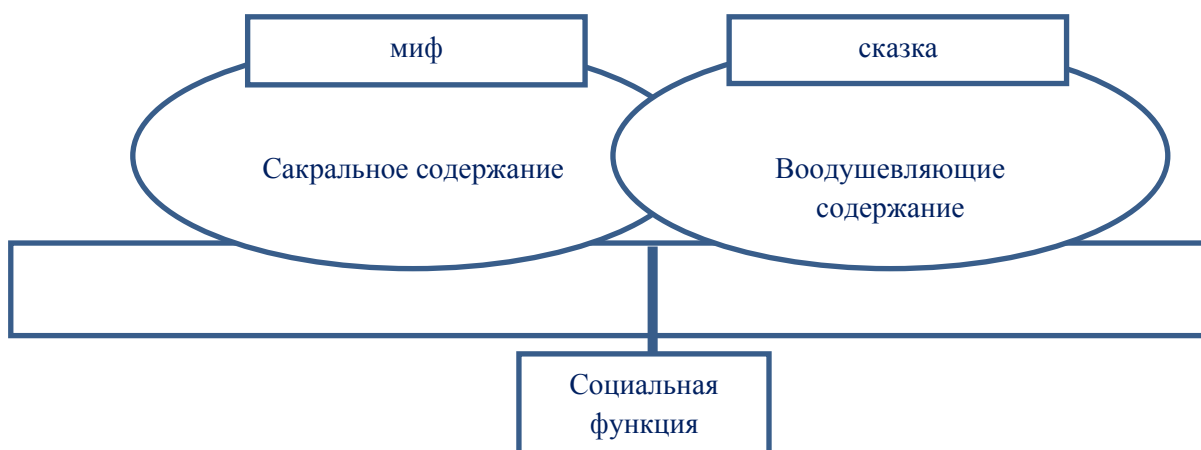 миф
сказка
Сакральное содержание
Воодушевляющие
содержание
Социальная
функция